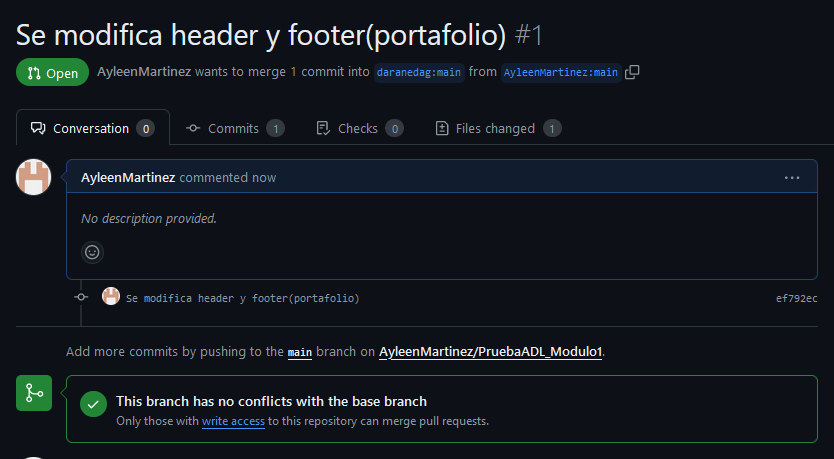 Se modifica header y footer(portafolio) #1
Open AyleenMartinez wants to merge 1 commit into daranedag:main from AyleenMartinez:main
Conversation 0 Commits 1 Checks 0 Files changed 1
AyleenMartinez commented now
No description provided.
Se modifica header y footer(portafolio) ef792ec
Add more commits by pushing to the main branch on AyleenMartinez/PruebaADL_Modulo1.
This branch has no conflicts with the base branch
Only those with write access to this repository can merge pull requests.